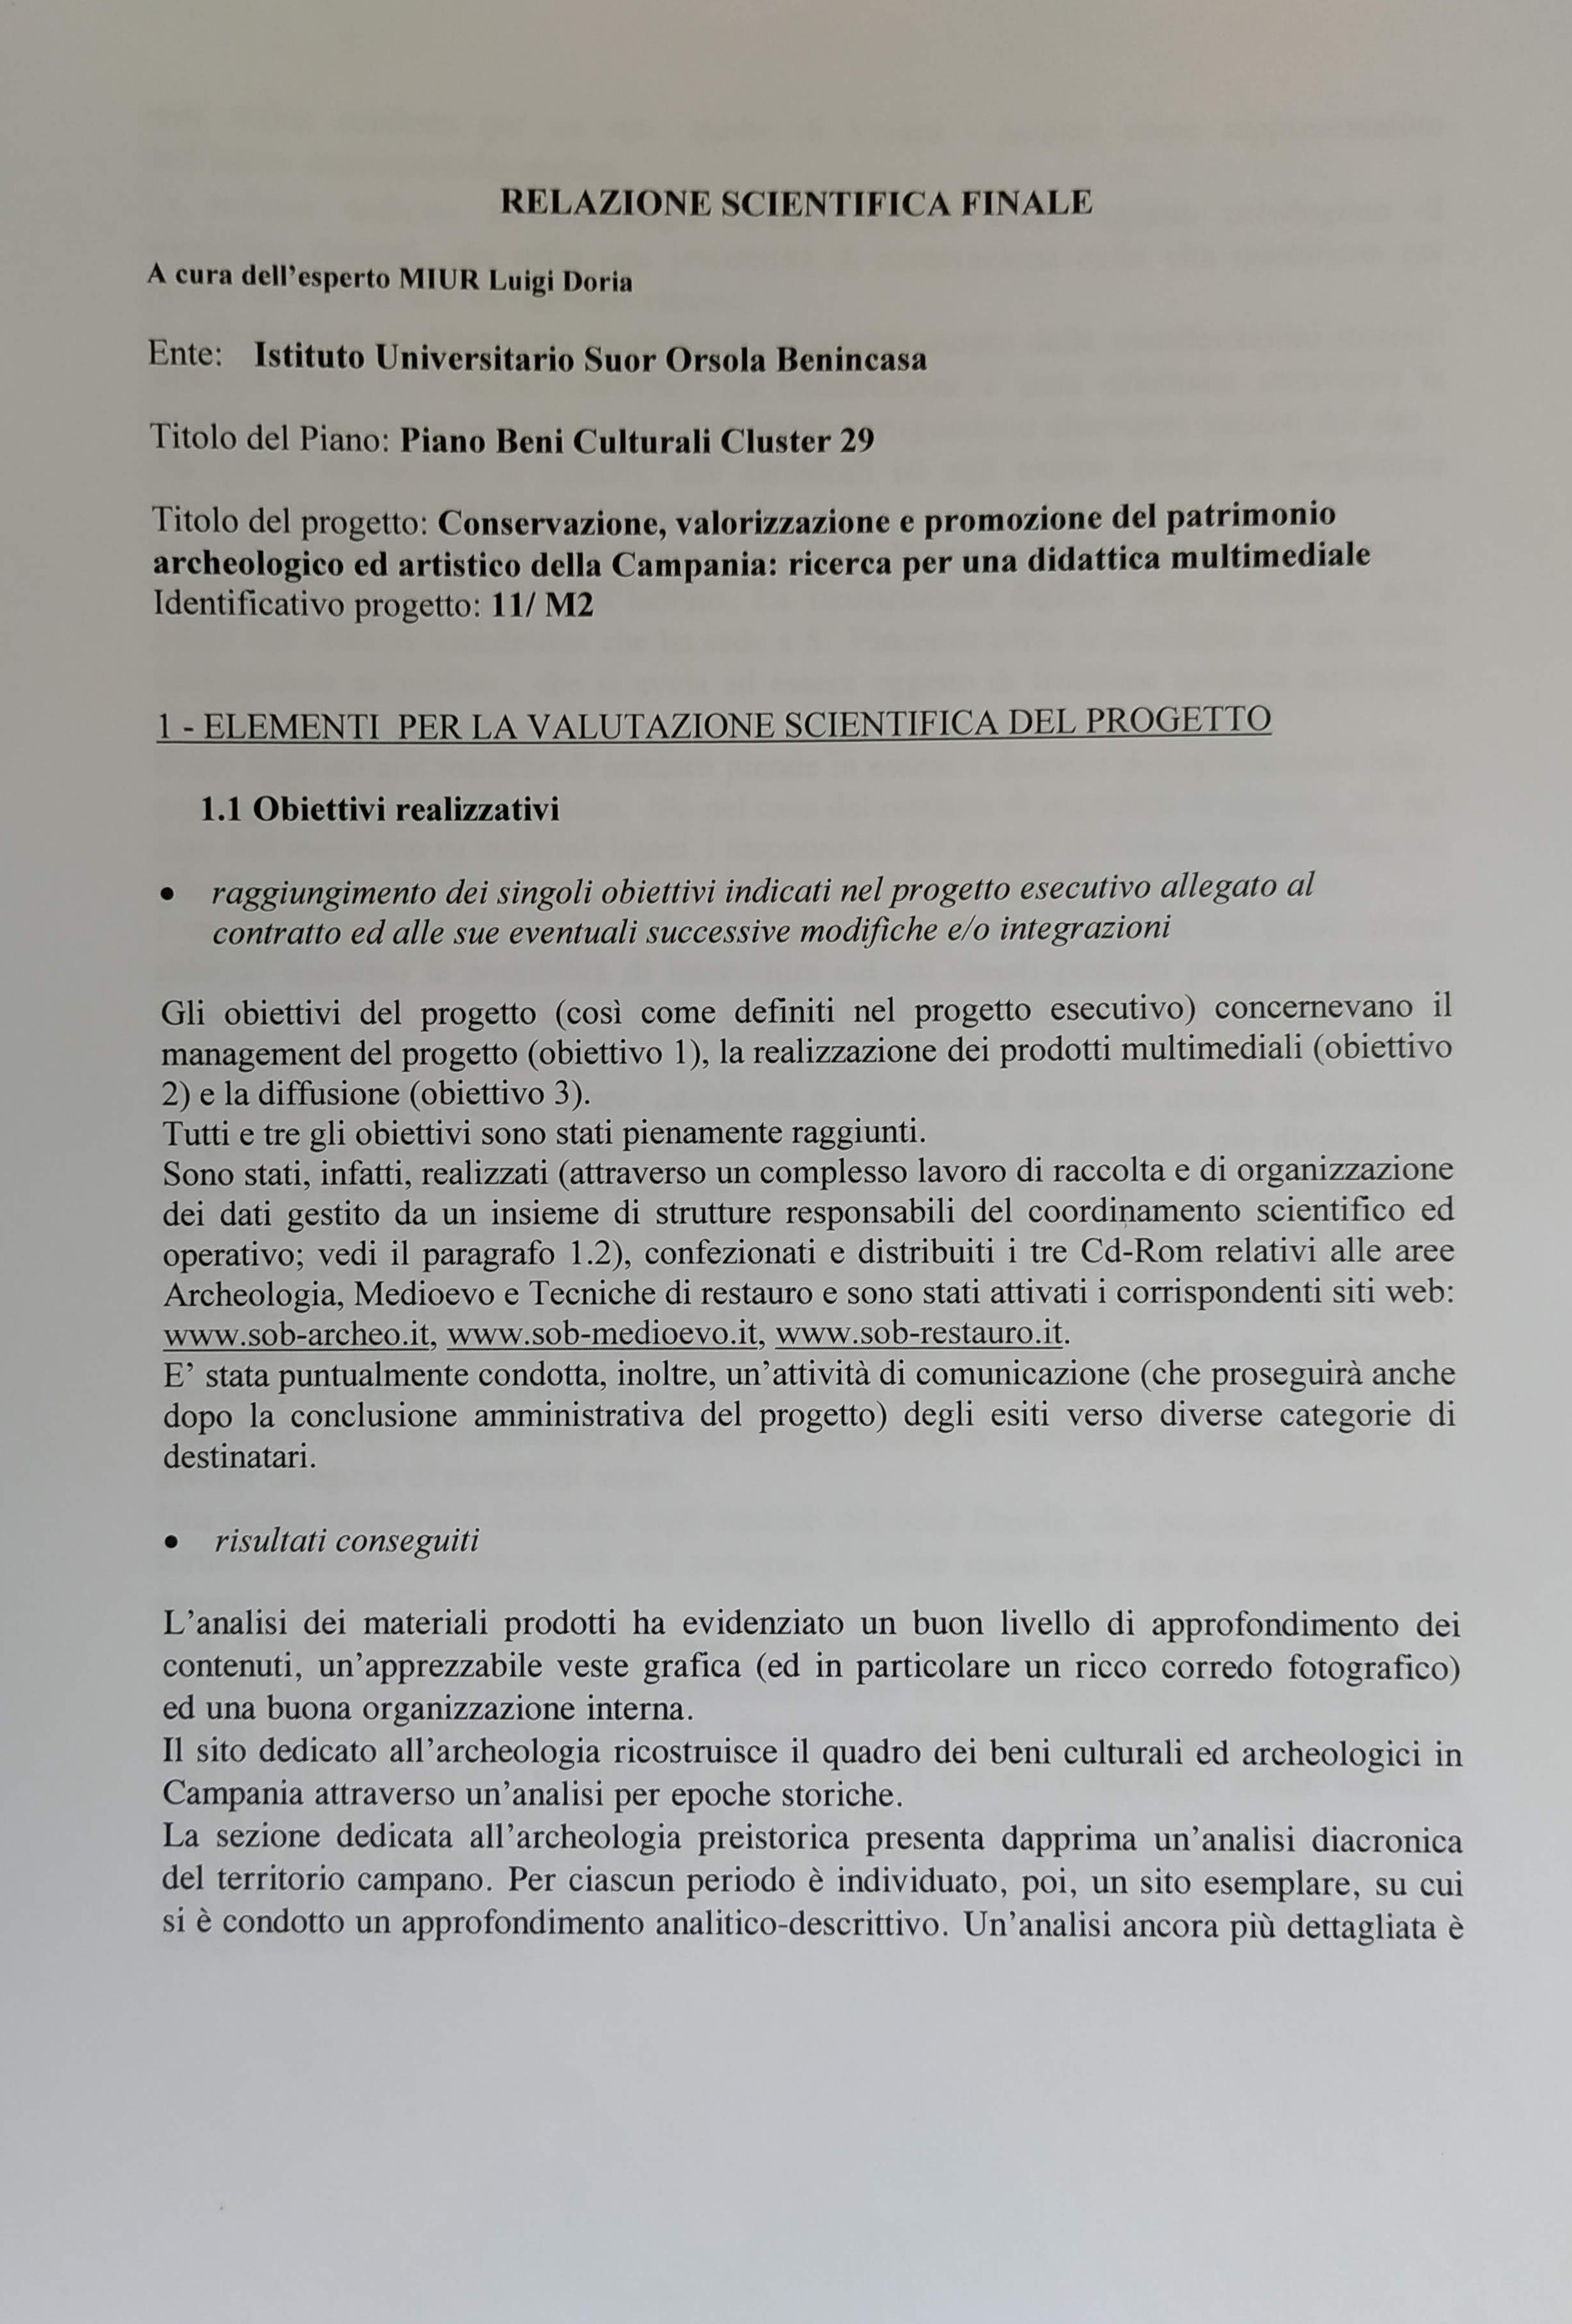 RELAZIONE SCIENTIFICA FINALE
A cura dell'esperto MIUR Luigi Doria
Ente: Istituto Universitario Suor Orsola Benincasa
Titolo del Piano: Piano Beni Culturali Cluster 29
Titolo del progetto: Conservazione, valorizzazione e promozione del patrimonio
archeologico ed artistico della Campania: ricerca per una didattica multimediale
Identificativo progetto: 11/ M2
1 - ELEMENTI PER LA VALUTAZIONE SCIENTIFICA DEL PROGETTO
1.1 Obiettivi realizzativi
• raggiungimento dei singoli obiettivi indicati nel progetto esecutivo allegato al
contratto ed alle sue eventuali successive modifiche e/o integrazioni
Gli obiettivi del progetto (così come definiti nel progetto esecutivo) concernevano il
management del progetto (obiettivo 1), la realizzazione dei prodotti multimediali (obiettivo
2) e la diffusione (obiettivo 3).
Tutti e tre gli obiettivi sono stati pienamente raggiunti.
Sono stati, infatti, realizzati (attraverso un complesso lavoro di raccolta e di organizzazione
dei dati gestito da un insieme di strutture responsabili del coordinamento scientifico ed
operativo; vedi il paragrafo 1.2), confezionati e distribuiti i tre Cd-Rom relativi alle aree
Archeologia, Medioevo e Tecniche di restauro e sono stati attivati i corrispondenti siti web:
www.sob-archeo.it, www.sob-medioevo.it, www.sob-restauro.it.
E' stata puntualmente condotta, inoltre, un'attività di comunicazione (che proseguirà anche
dopo la conclusione amministrativa del progetto) degli esiti verso diverse categorie di
destinatari.
• risultati conseguiti
L'analisi dei materiali prodotti ha evidenziato un buon livello di approfondimento dei
contenuti, un'apprezzabile veste grafica (ed in particolare un ricco corredo fotografico)
ed una buona organizzazione interna.
Il sito dedicato all'archeologia ricostruisce il quadro dei beni culturali ed archeologici in
Campania attraverso un'analisi per epoche storiche.
La sezione dedicata all'archeologia preistorica presenta dapprima un'analisi diacronica
del territorio campano. Per ciascun periodo è individuato, poi, un sito esemplare, su cui
si è condotto un approfondimento analitico-descrittivo. Un'analisi ancora più dettagliata è